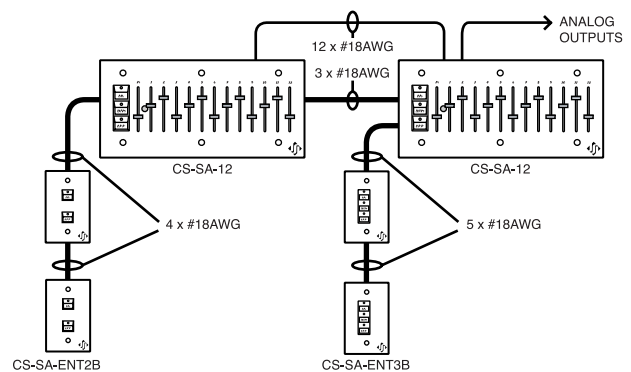 ANALOG
OUTPUTS
12 x #18AWG
3 x #18AWG
CS-SA-12
CS-SA-12
4 x #18AWG
5 x #18AWG
CS-SA-ENT2B
CS-SA-ENT3B